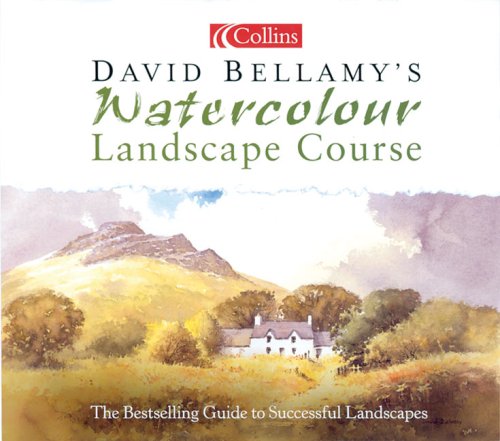 Collins
DAVID BELLAMY'S
Watercolour
Landscape Course
The Bestselling Guide to Successful Landscapes